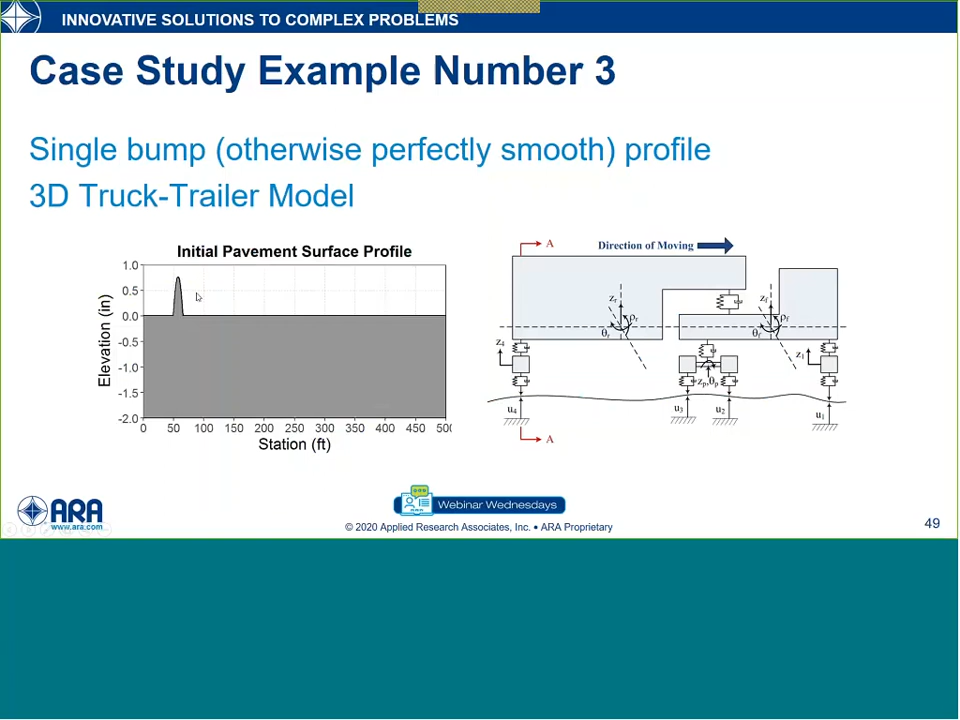 INNOVATIVE SOLUTIONS TO COMPLEX PROBLEMS
Case Study Example Number 3
Single bump (otherwise perfectly smooth) profile
3D Truck-Trailer Model
Initial Pavement Surface Profile
1.0
0.5
0.0
-0.5
-1.0
-1.5
-2.0
Elevation (in)
0 50 100 150 200 250 300 350 400 450 500
Station (ft)
A
Direction of Moving
zr
ρr
θr
zf
ρf
θf
z4
z1
zp,θp
u4
u3
u2
u1
A
ARA
www.ara.com
Webinar Wednesdays
© 2020 Applied Research Associates, Inc. • ARA Proprietary
49